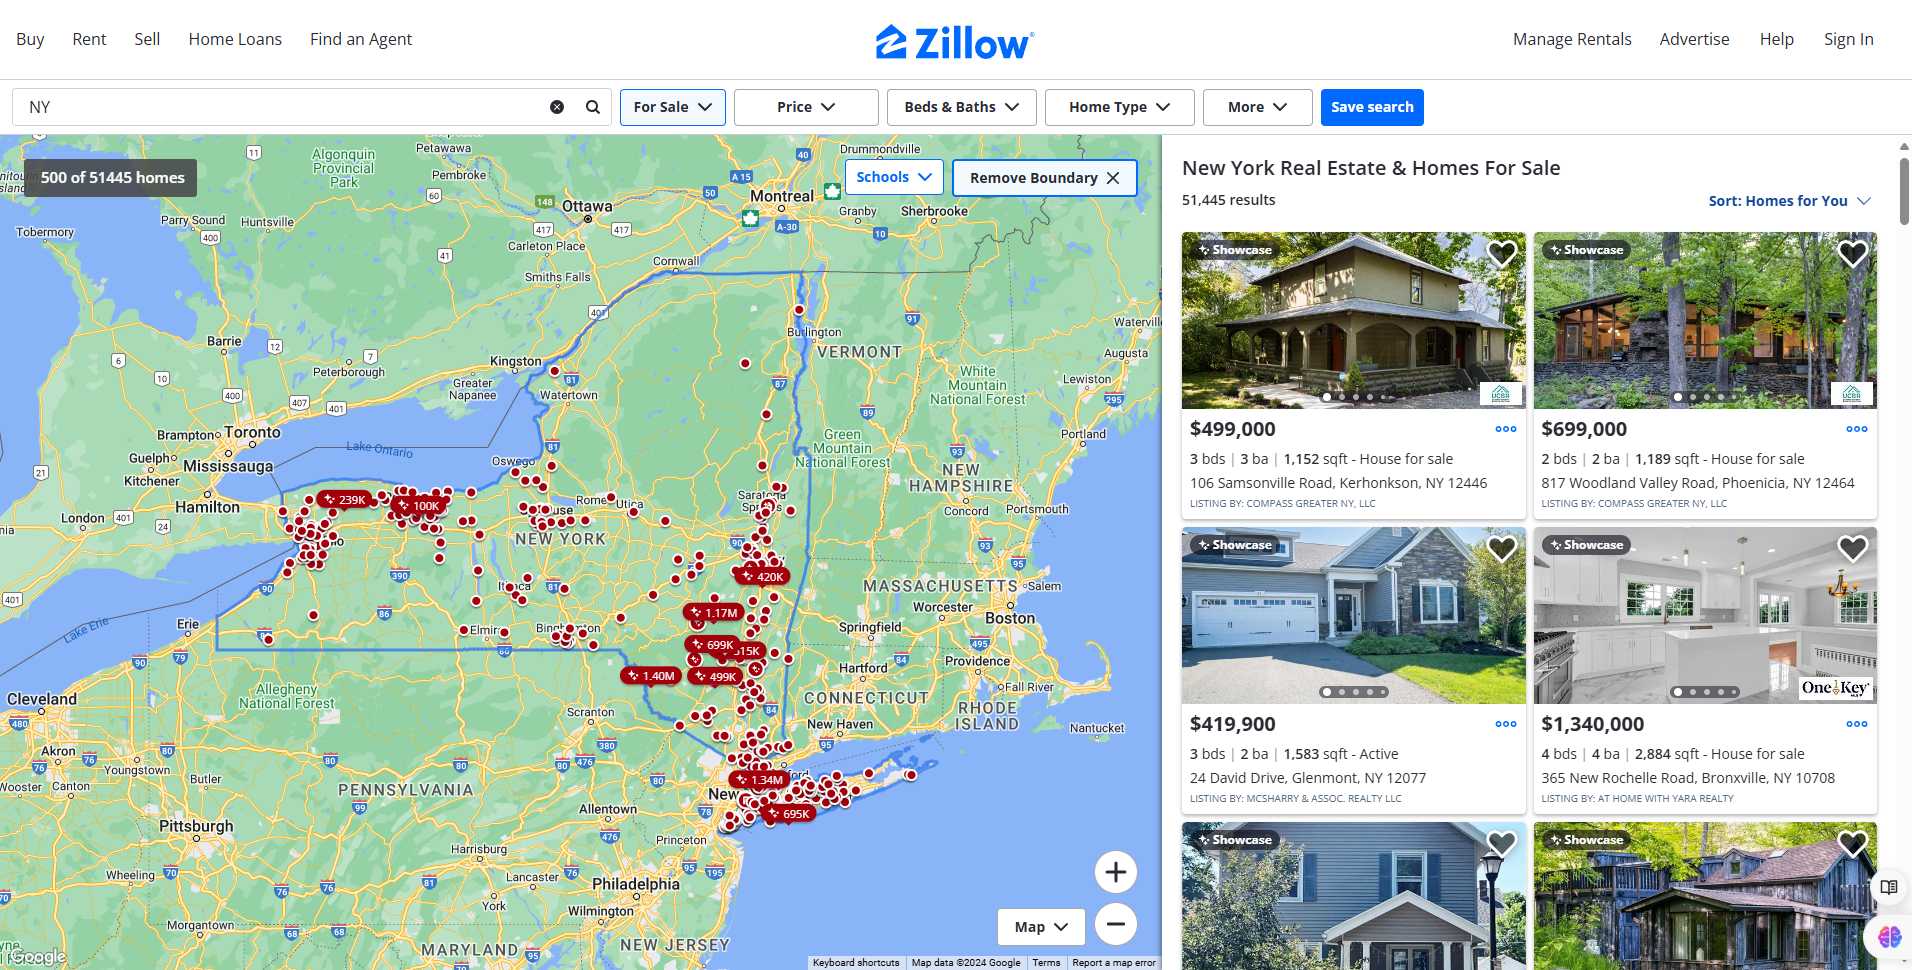 Buy Rent Sell Home Loans Find an Agent
Zillow
Manage Rentals Advertise Help Sign In
NY
For Sale
Price
Beds & Baths
Home Type
More
Save search
500 of 51445 homes
Schools
Remove Boundary
New York Real Estate & Homes For Sale
51,445 results
Sort: Homes for You
Showcase
$499,000
3 bds | 3 ba | 1,152 sqft - House for sale
106 Samsonville Road, Kerhonkson, NY 12446
LISTING BY: COMPASS GREATER NY, LLC
Showcase
$699,000
2 bds | 2 ba | 1,189 sqft - House for sale
817 Woodland Valley Road, Phoenicia, NY 12464
LISTING BY: COMPASS GREATER NY, LLC
Showcase
$419,900
3 bds | 2 ba | 1,583 sqft - Active
24 David Drive, Glenmont, NY 12077
LISTING BY: MCSHARRY & ASSOC. REALTY LLC
Showcase
One Key
$1,340,000
4 bds | 4 ba | 2,884 sqft - House for sale
365 New Rochelle Road, Bronxville, NY 10708
LISTING BY: AT HOME WITH YARA REALTY
Showcase
Showcase
Petawawa
Pembroke
Algonquin
Provincial
Park
Drummondville
Montreal
Granby
Sherbrooke
Ottawa
Parry Sound
Huntsville
Tobermory
Carleton Place
Smiths Falls
Cornwall
Barrie
Peterborough
Kingston
Greater
Napanee
Watertown
Burlington
VERMONT
Augusta
White
Mountain
National Forest
Lewiston
Portland
Brampton
Toronto
Guelph
Mississauga
Kitchener
Hamilton
London
Lake Ontario
Oswego
Rome
Utica
Green
Mountain
National Forest
NEW
HAMPSHIRE
Concord
Portsmouth
NEW YORK
239K
100K
420K
1.17M
699K
1.40M
499K
1.34M
695K
MASSACHUSETTS
Salem
Worcester
Boston
Springfield
Hartford
Providence
Fall River
CONNECTICUT
RHODE
ISLAND
New Haven
Nantucket
Lake Erie
Erie
Cleveland
Allegheny
National Forest
Scranton
Akron
Youngstown
Wooster
Canton
Butler
PENNSYLVANIA
Allentown
Pittsburgh
Princeton
Harrisburg
Wheeling
Lancaster
Philadelphia
York
Wilmington
Morgantown
MARYLAND
NEW JERSEY
Map
Google
Keyboard shortcuts
Map data ©2024 Google
Terms
Report a map error